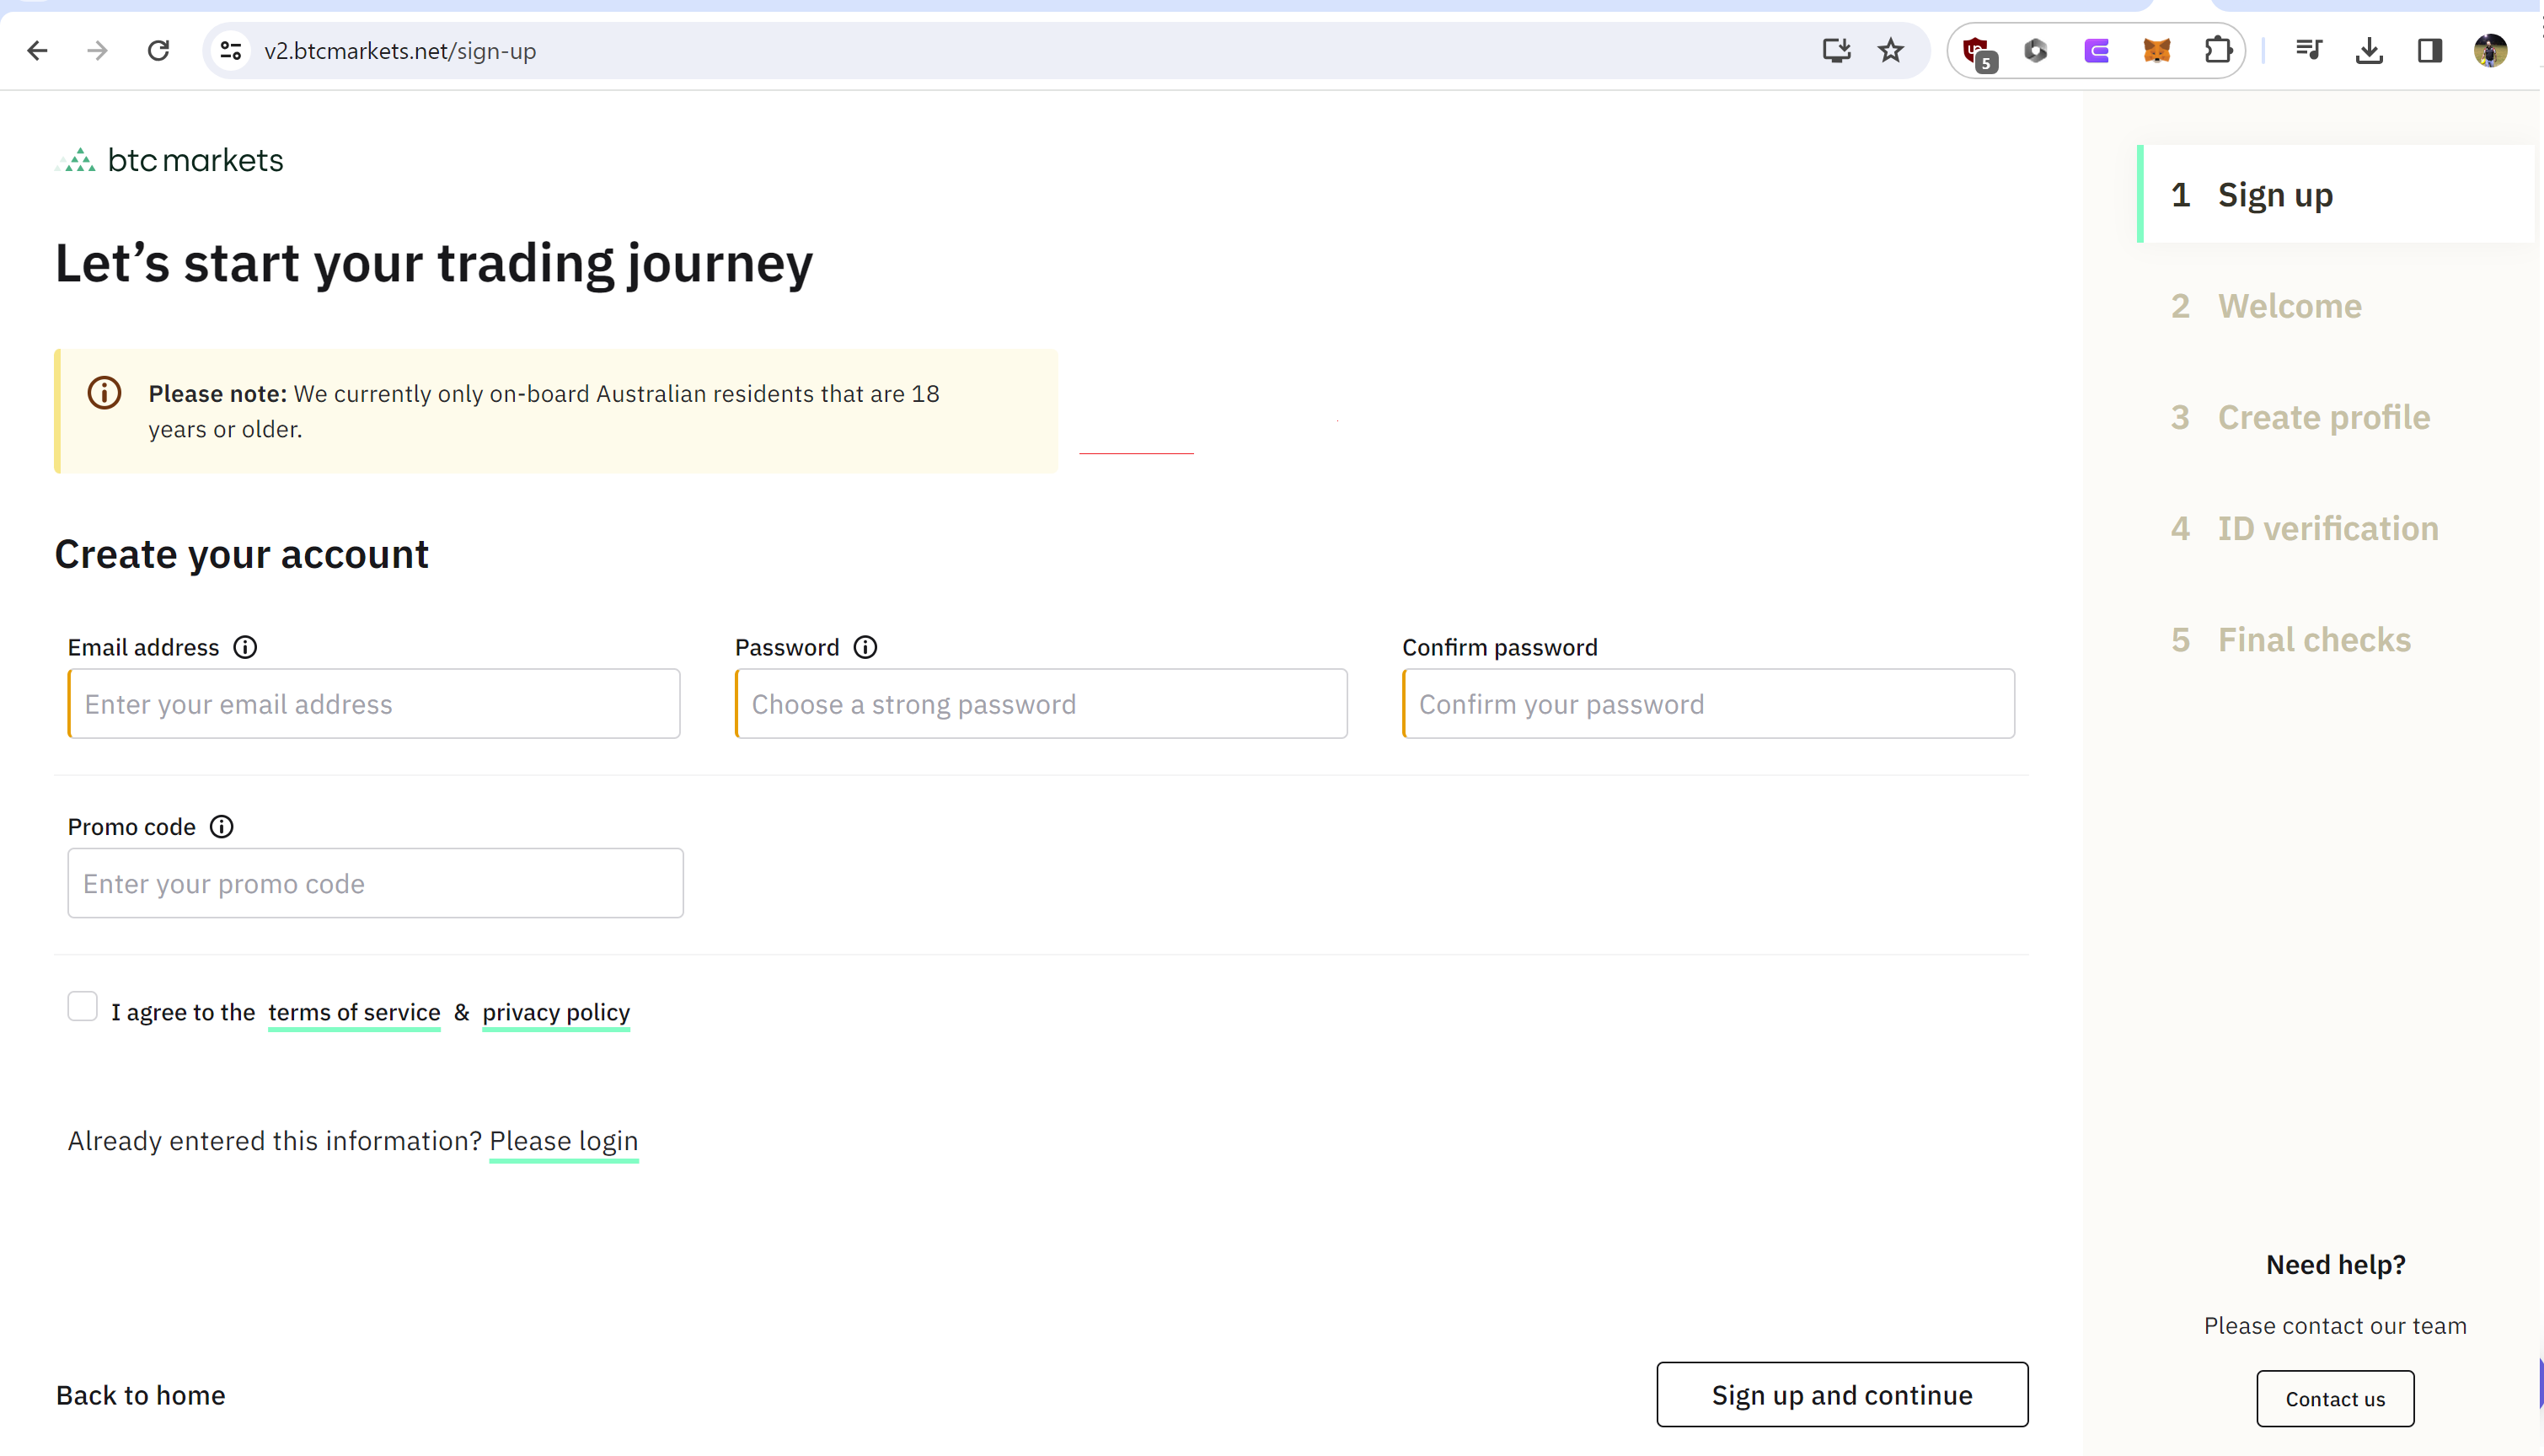 v2.btcmarkets.net/sign-up
5
btcmarkets
Let's start your trading journey
Please note: We currently only on-board Australian residents that are 18
years or older.
Create your account
Email address
Password
Confirm password
Enter your email address
Choose a strong password
Confirm your password
Promo code
Enter your promo code
I agree to the terms of service & privacy policy
Already entered this information? Please login
Back to home
Sign up and continue
1 Sign up
2 Welcome
3 Create profile
4 ID verification
5 Final checks
Need help?
Please contact our team
Contact us